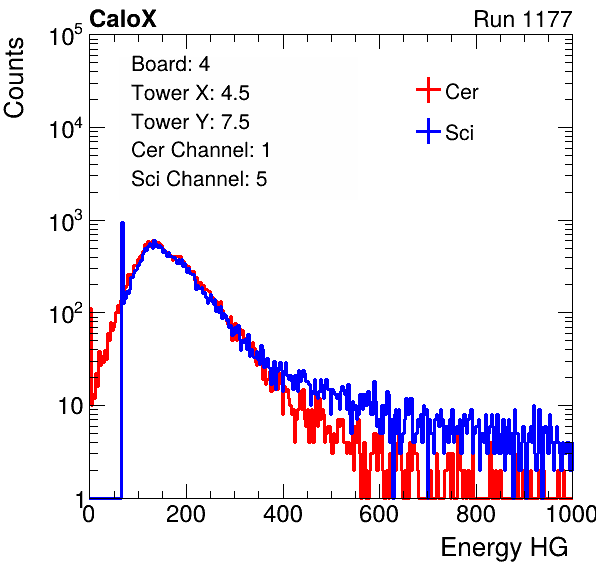 CaloX Run 1177
Counts
10^5
10^4
10^3
10^2
10
1
Board: 4
Tower X: 4.5
Tower Y: 7.5
Cer Channel: 1
Sci Channel: 5
Cer
Sci
0 200 400 600 800 1000
Energy HG